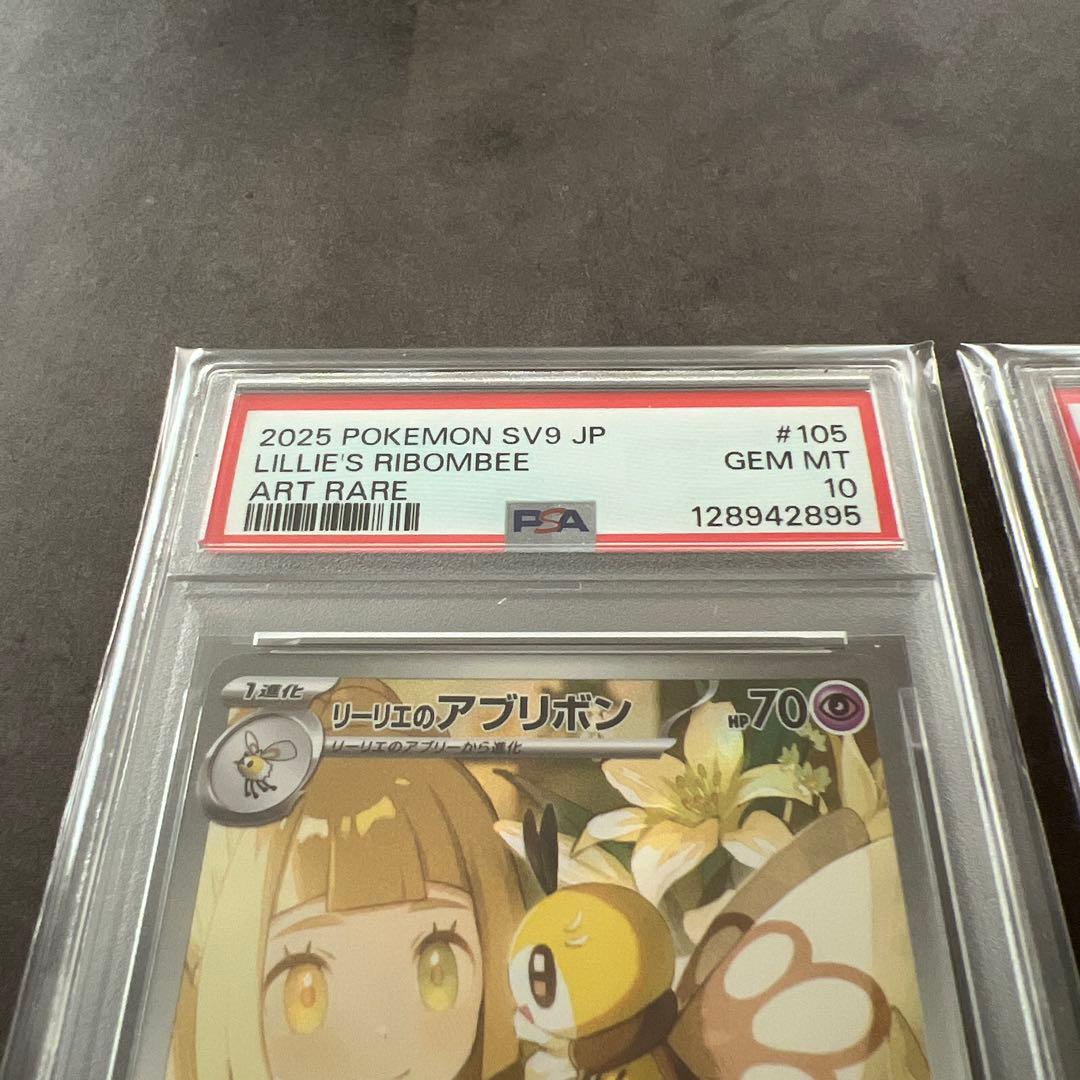 2025 POKEMON SV9 JP #105
LILLIE'S RIBOMBEE GEM MT
ART RARE 10
PSA 128942895
1進化 リーリエのアブリボン HP70
リーリエのアブリーから進化